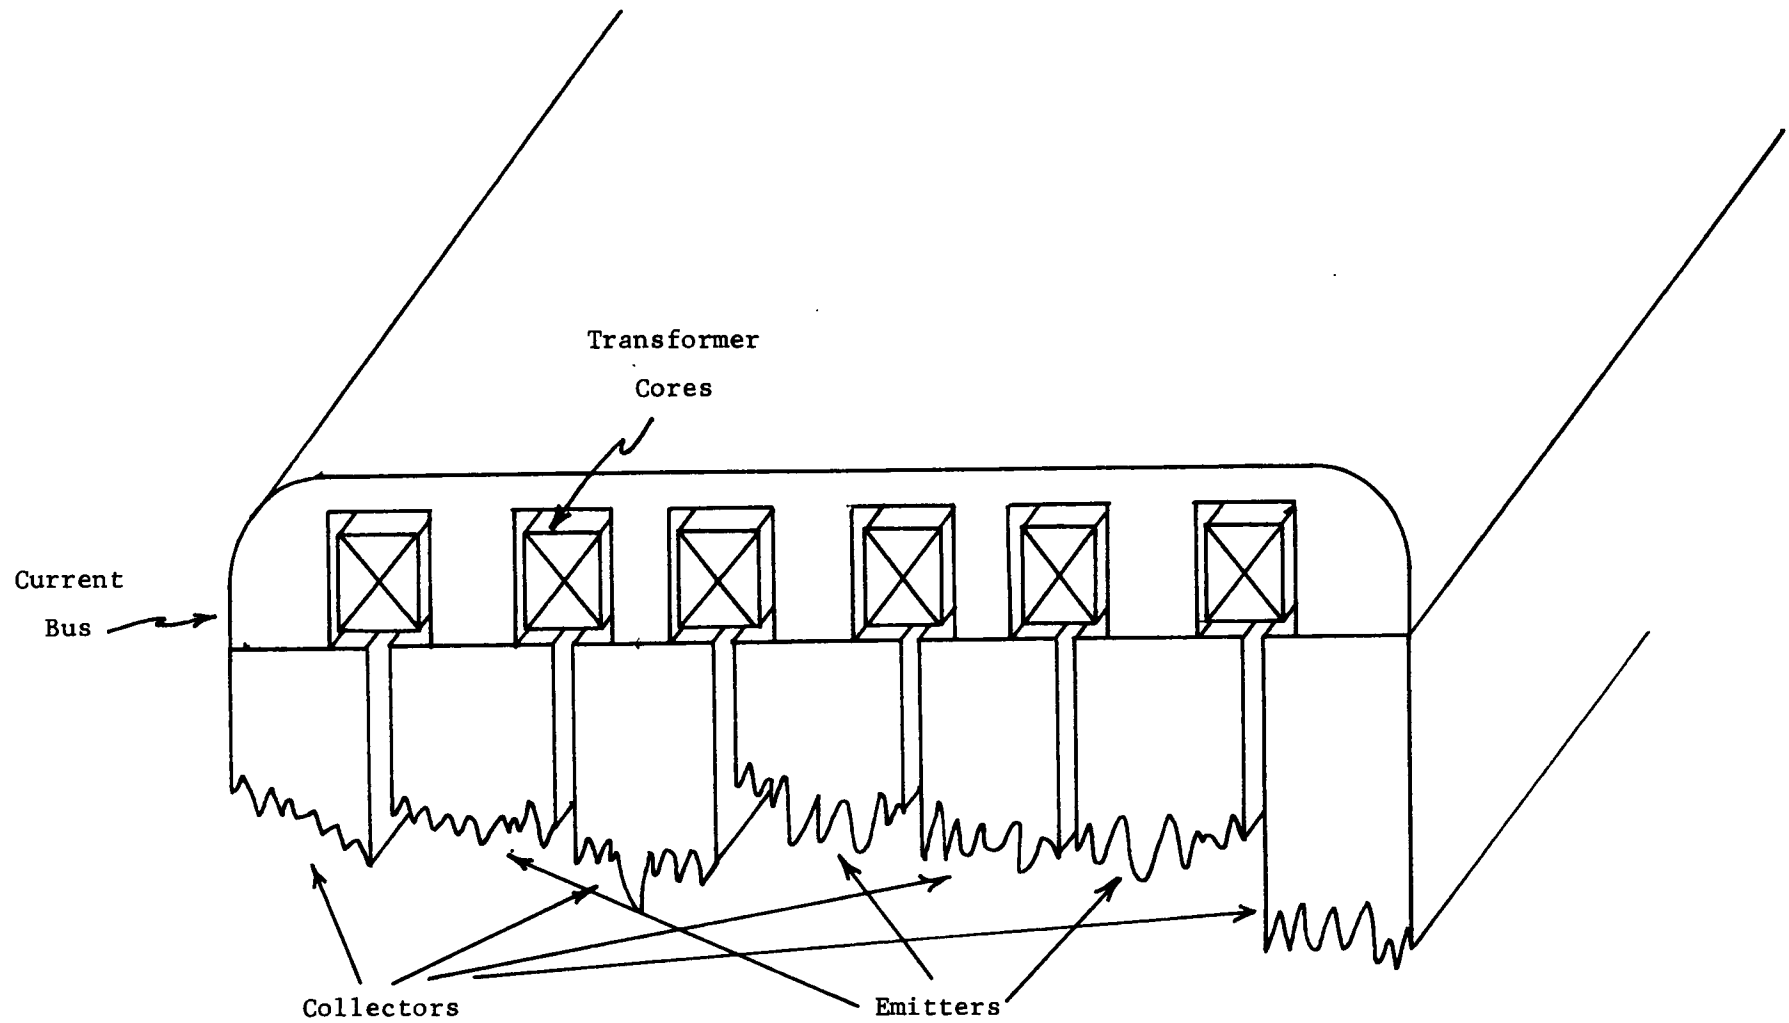 Transformer
Cores
Current
Bus
Collectors
Emitters